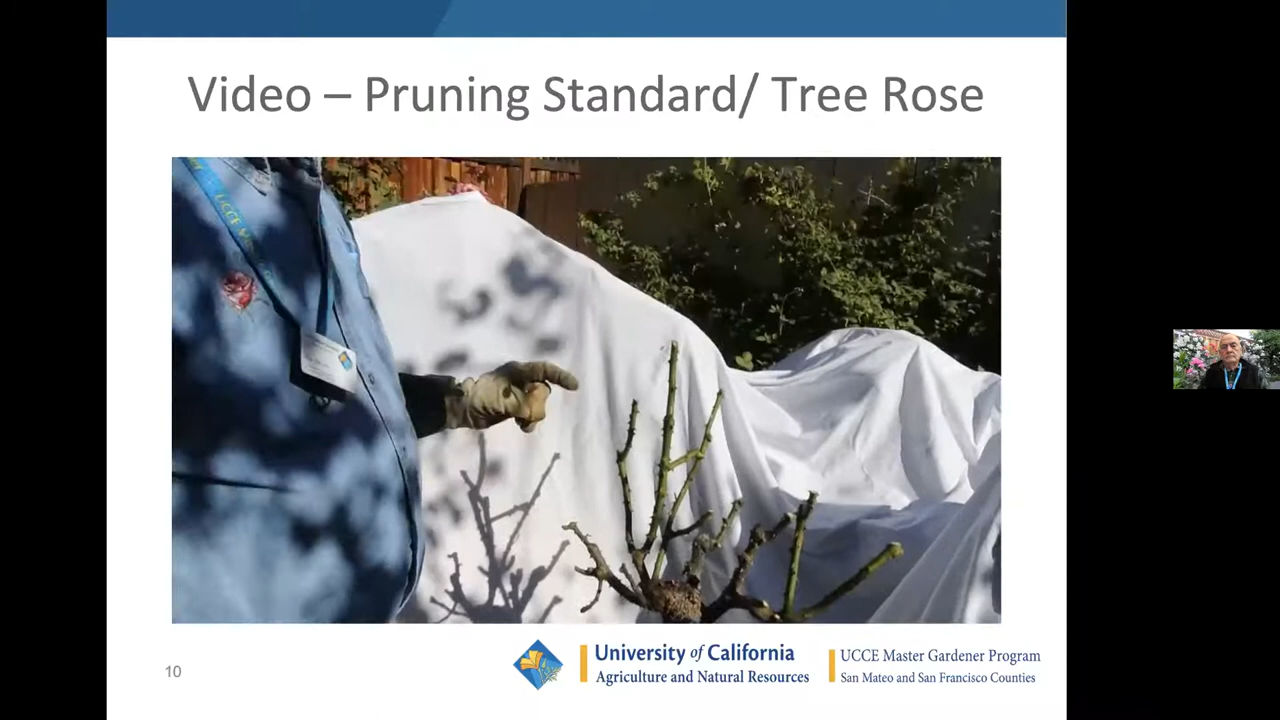 Video – Pruning Standard/ Tree Rose
UCCE
10
University of California
Agriculture and Natural Resources
UCCE Master Gardener Program
San Mateo and San Francisco Counties